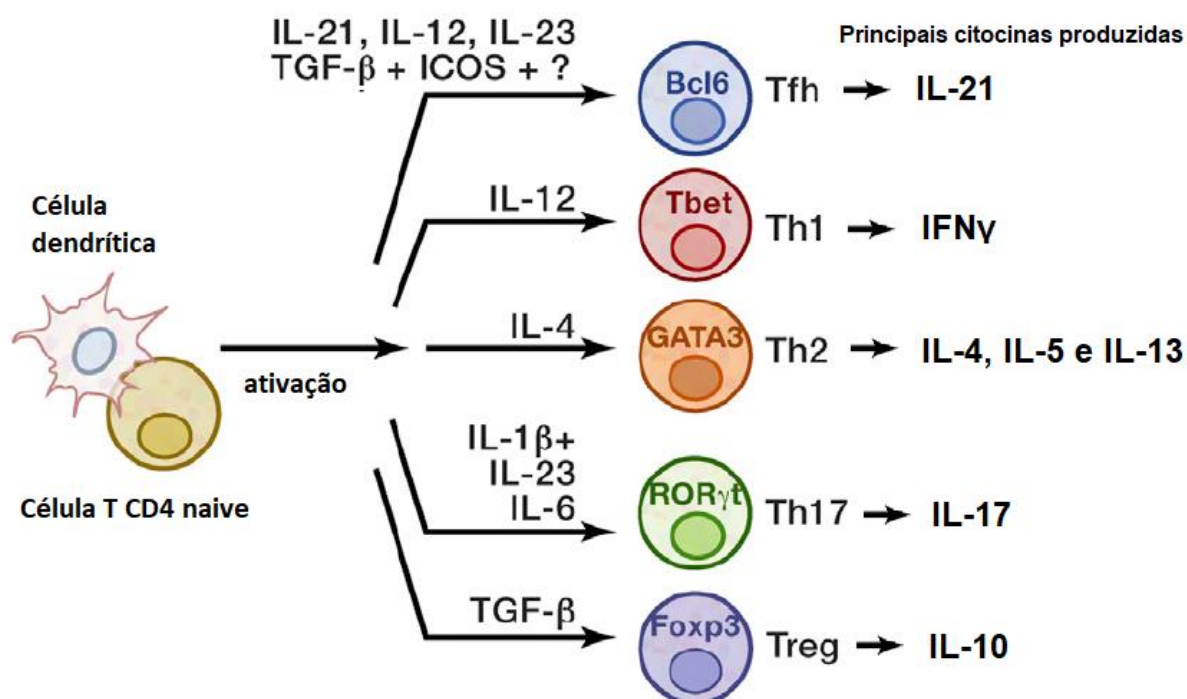 IL-21, IL-12, IL-23
TGF-β + ICOS + ?
Principais citocinas produzidas
Bcl6
Tfh
IL-21
IL-12
Tbet
Th1
IFNγ
Célula
dendrítica
IL-4
GATA3
Th2
IL-4, IL-5 e IL-13
ativação
IL-1β+
IL-23
IL-6
RORγt
Th17
IL-17
Célula T CD4 naive
TGF-β
Foxp3
Treg
IL-10